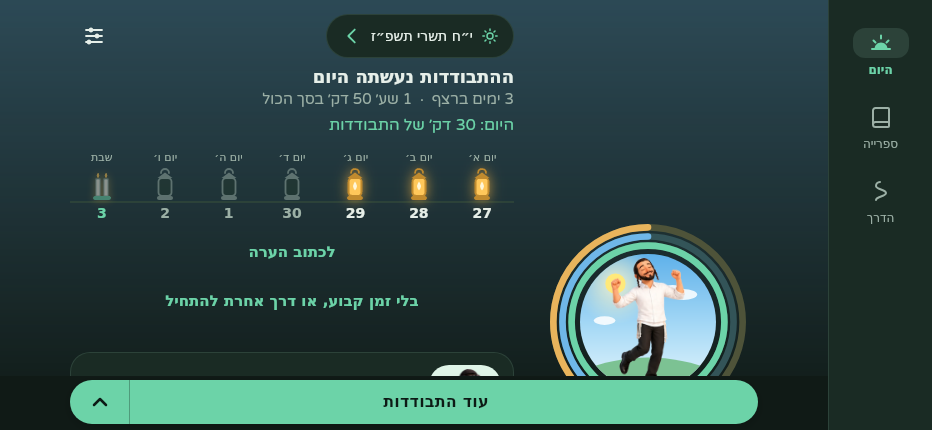 היום
ספרייה
הדרך
י״ח תשרי תשפ״ז
ההתבודדות נעשתה היום
3 ימים ברצף · 1 שע׳ 50 דק׳ בסך הכול
היום: 30 דק׳ של התבודדות
יום א׳ יום ב׳ יום ג׳ יום ד׳ יום ה׳ יום ו׳ שבת
27 28 29 30 1 2 3
לכתוב הערה
בלי זמן קבוע, או דרך אחרת להתחיל
עוד התבודדות